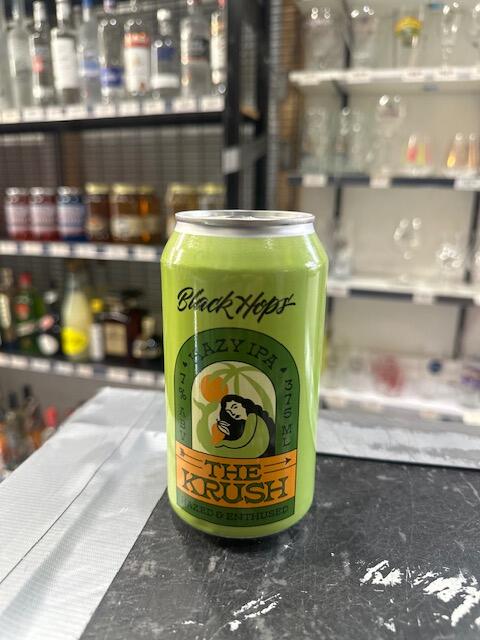 Black Hops
HAZY IPA
375 ML
THE
KRUSH
HAZED & ENTHUSED